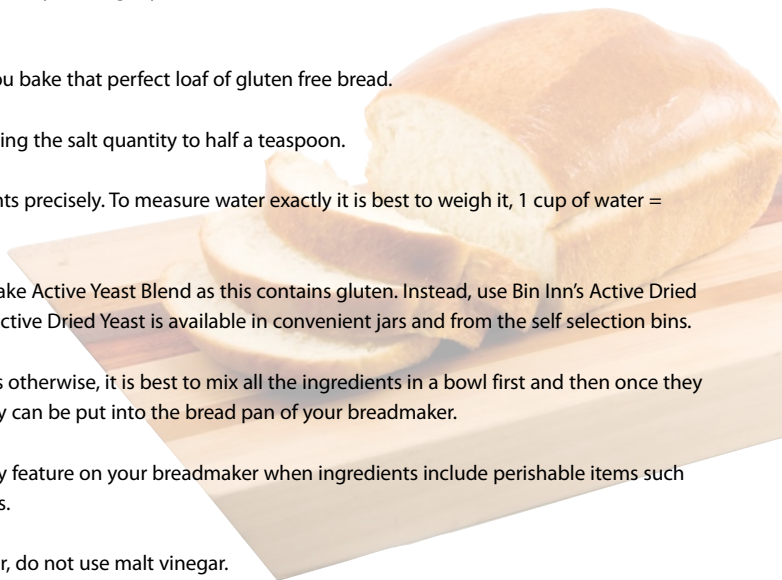 ou bake that perfect loaf of gluten free bread.
ing the salt quantity to half a teaspoon.
nts precisely. To measure water exactly it is best to weigh it, 1 cup of water =
ake Active Yeast Blend as this contains gluten. Instead, use Bin Inn’s Active Dried
ctive Dried Yeast is available in convenient jars and from the self selection bins.
s otherwise, it is best to mix all the ingredients in a bowl first and then once they
y can be put into the bread pan of your breadmaker.
y feature on your breadmaker when ingredients include perishable items such
s.
r, do not use malt vinegar.